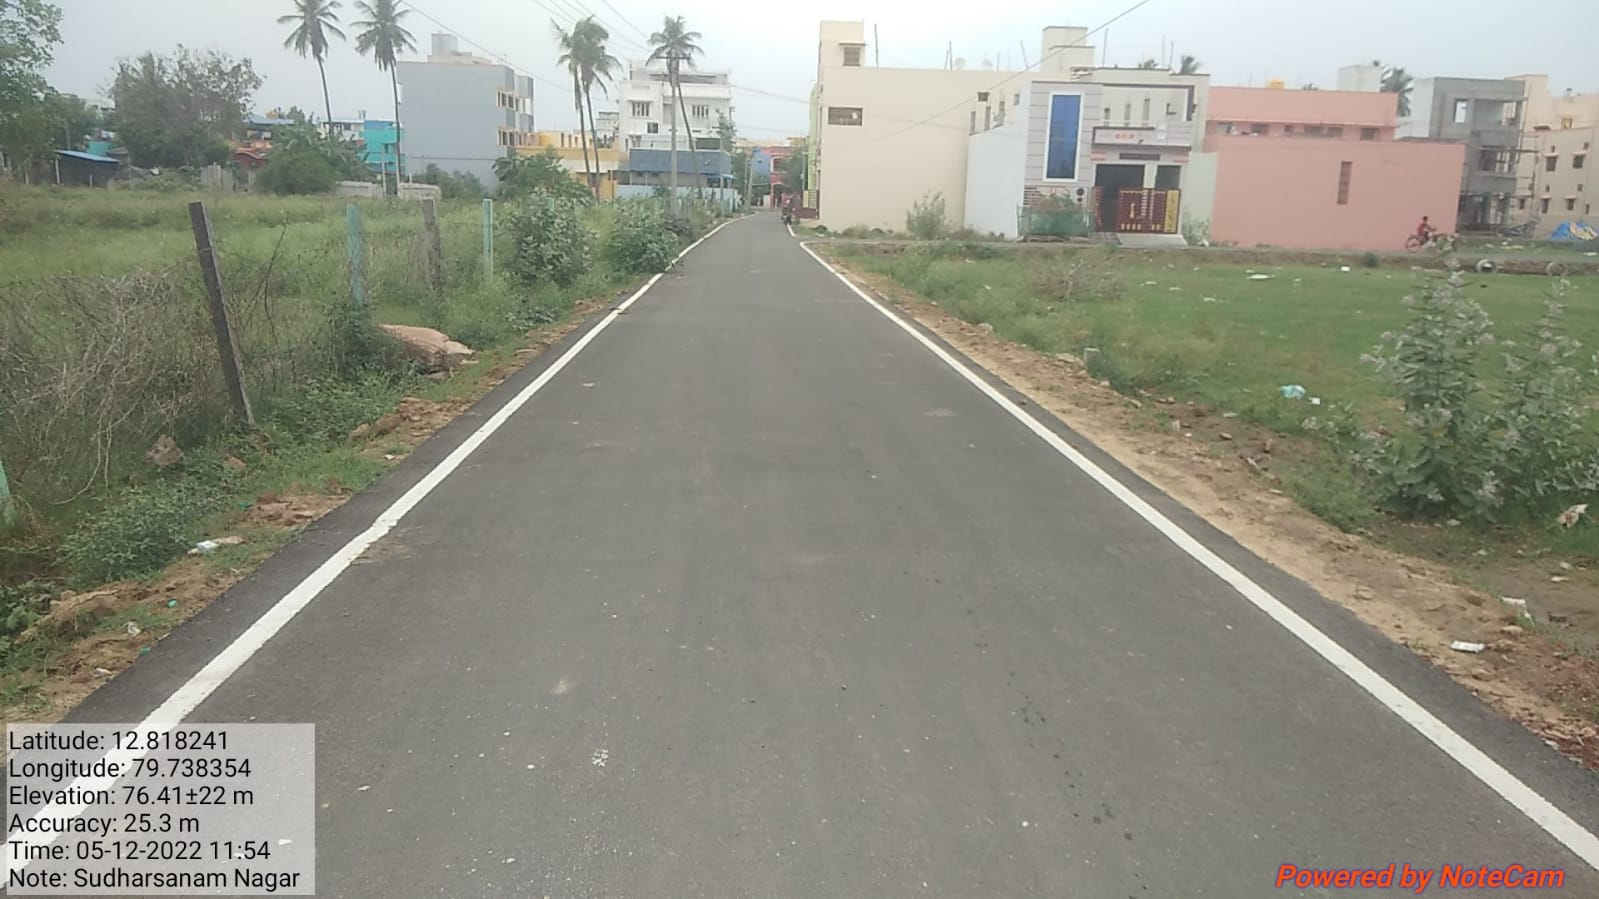 Latitude: 12.818241
Longitude: 79.738354
Elevation: 76.41±22 m
Accuracy: 25.3 m
Time: 05-12-2022 11:54
Note: Sudharsanam Nagar
Powered by NoteCam